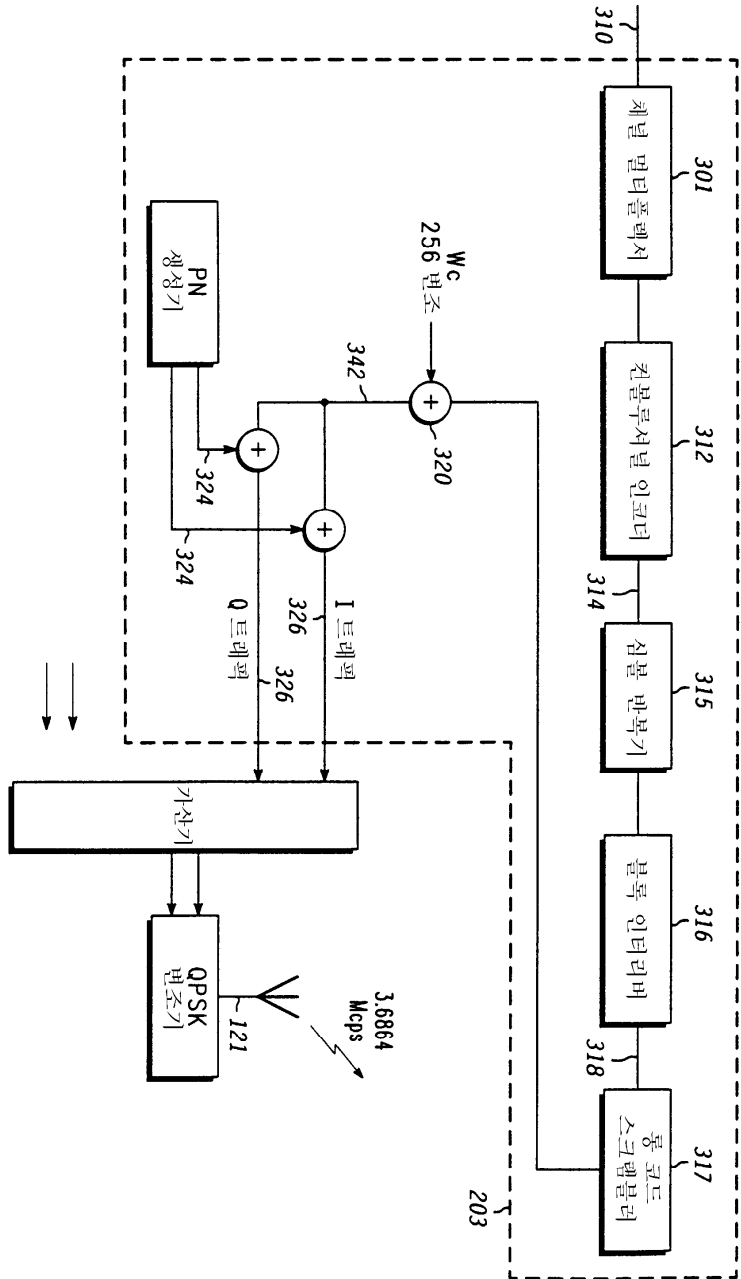 310
301
채널 멀티플렉서
312
컨볼루셔널 인코더
314
315
심볼 반복기
316
블록 인터리버
318
317
롱 코드
스크램블러
Wc
256 변조
320
342
PN
생성기
324
324
I 트래픽
326
326
Q 트래픽
가산기
QPSK
변조기
121
3.6864
Mcps
203